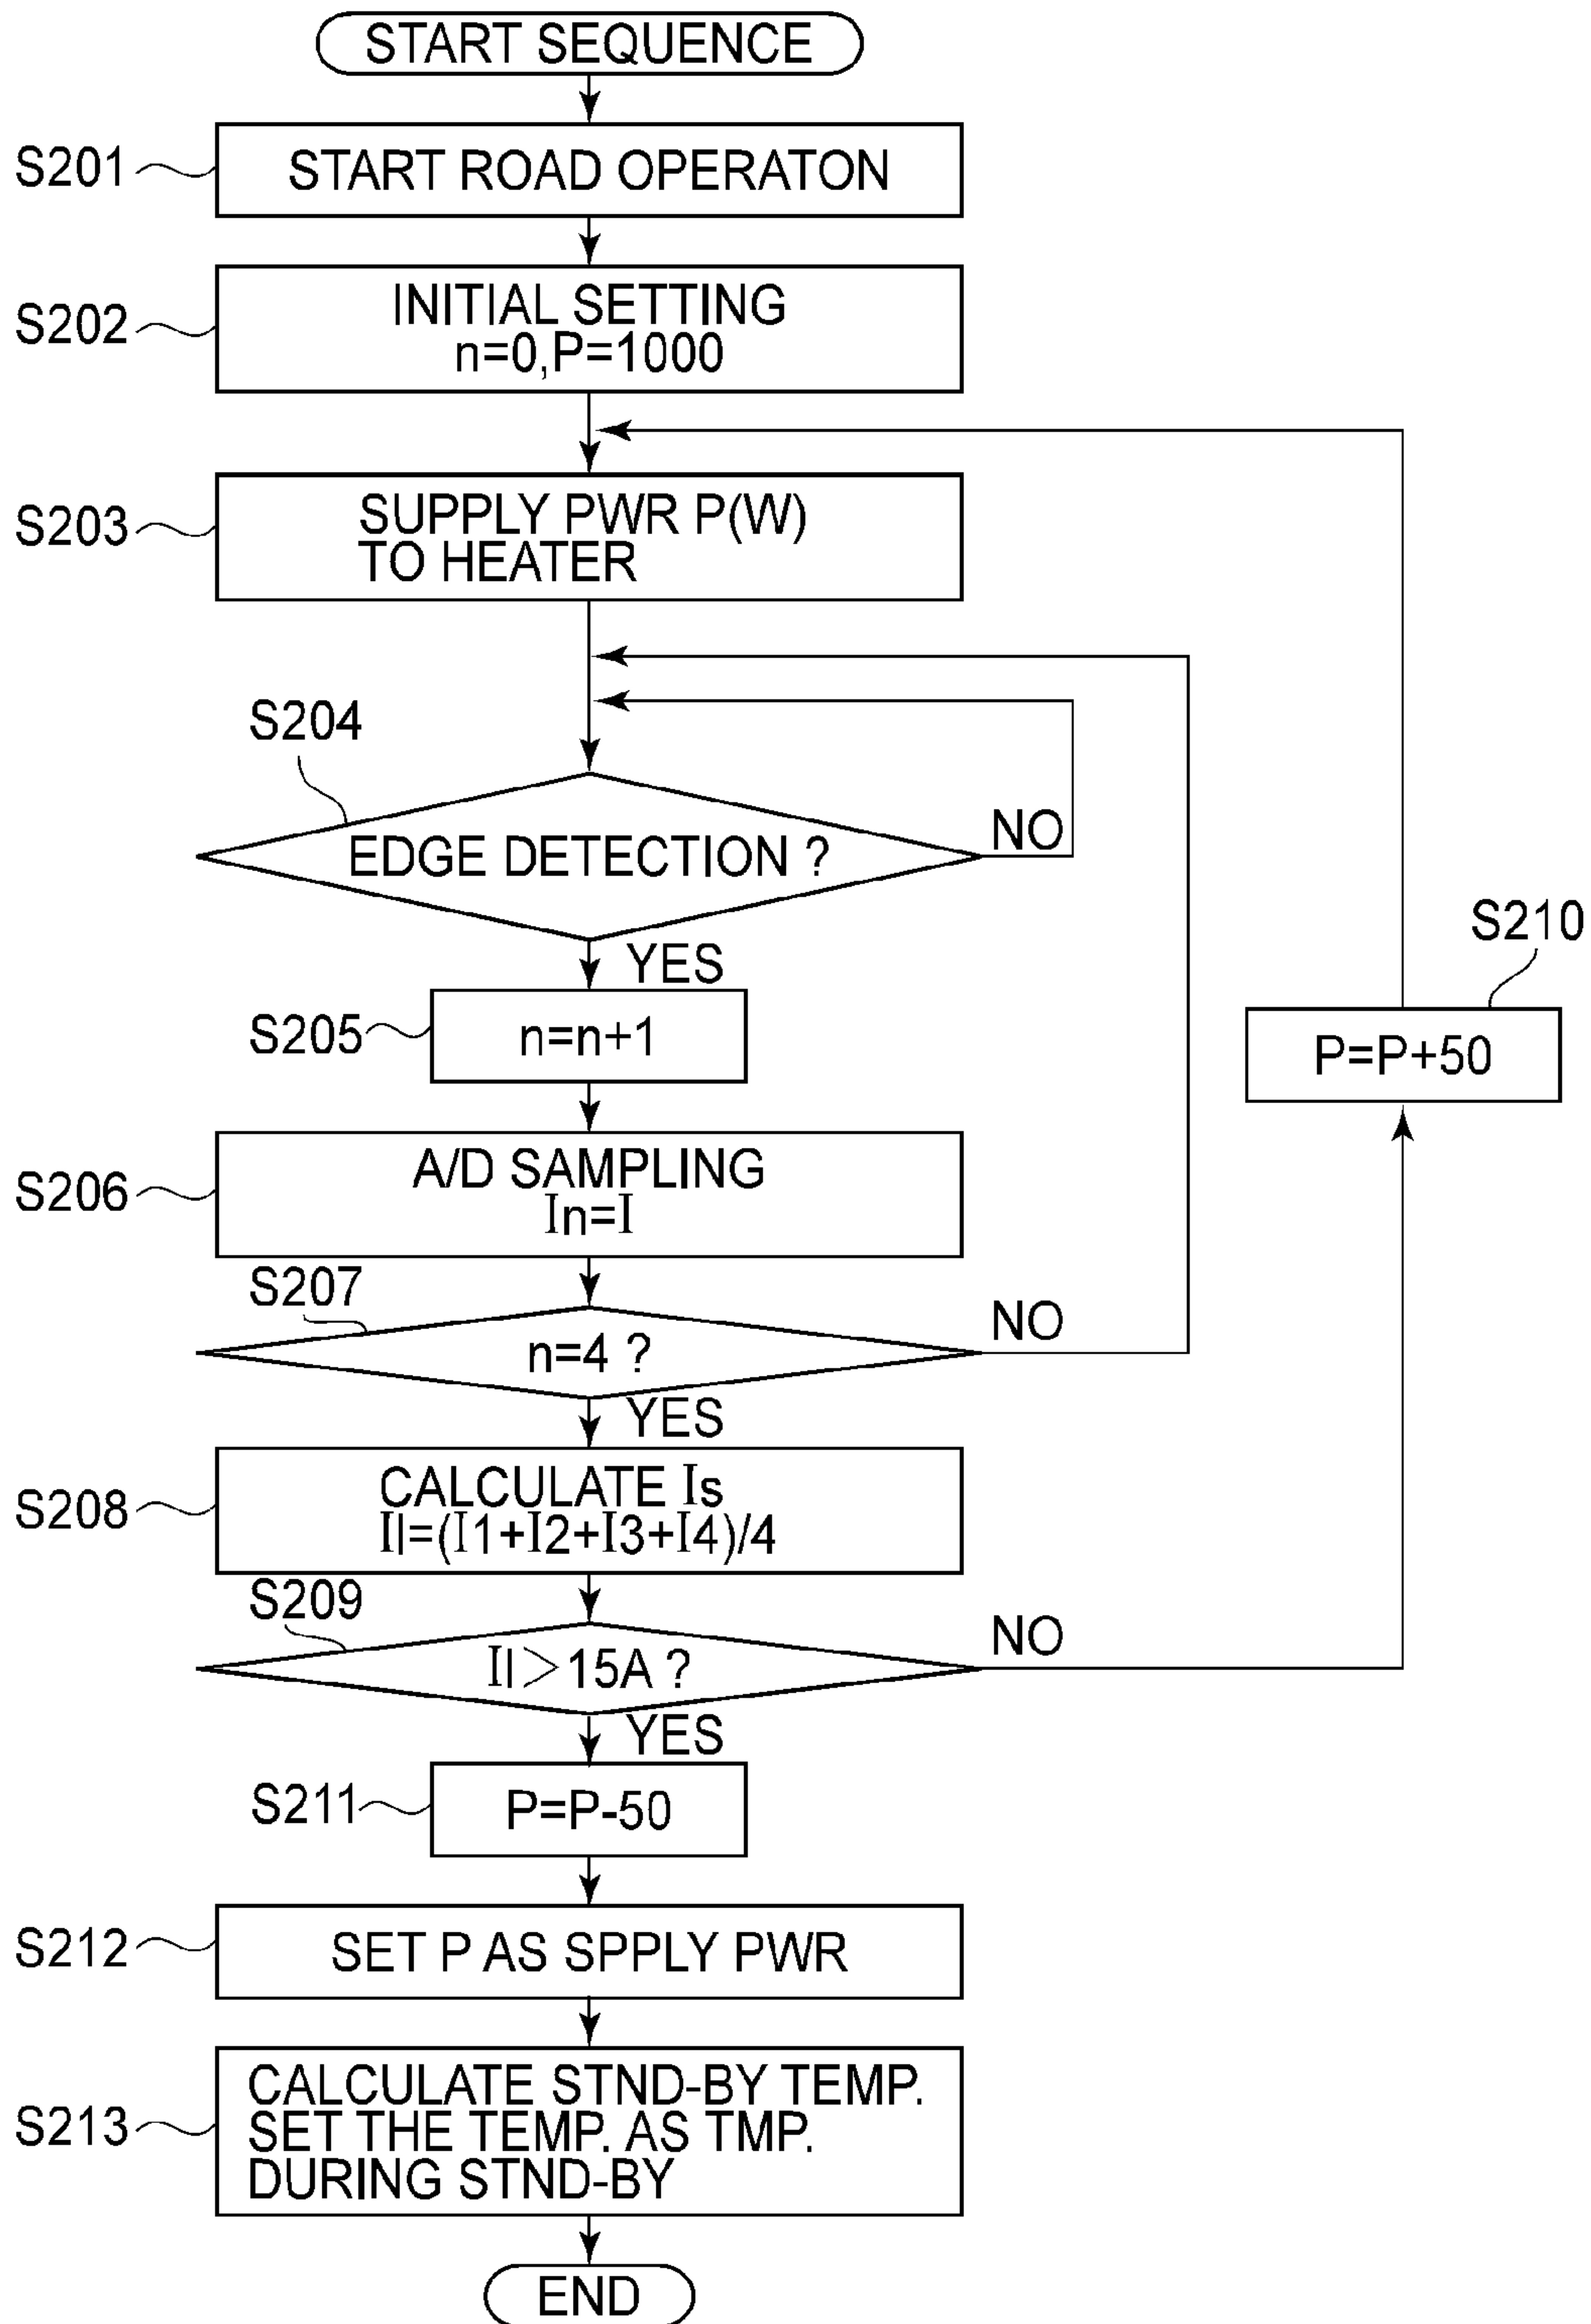 START SEQUENCE
S201
START ROAD OPERATON
S202
INITIAL SETTING
n=0,P=1000
S203
SUPPLY PWR P(W)
TO HEATER
S204
EDGE DETECTION ?
NO
YES
S205
n=n+1
S210
P=P+50
S206
A/D SAMPLING
In=I
S207
n=4 ?
NO
YES
S208
CALCULATE Is
Il=(I1+I2+I3+I4)/4
S209
Il>15A ?
NO
YES
S211
P=P-50
S212
SET P AS SPPLY PWR
S213
CALCULATE STND-BY TEMP.
SET THE TEMP. AS TMP.
DURING STND-BY
END